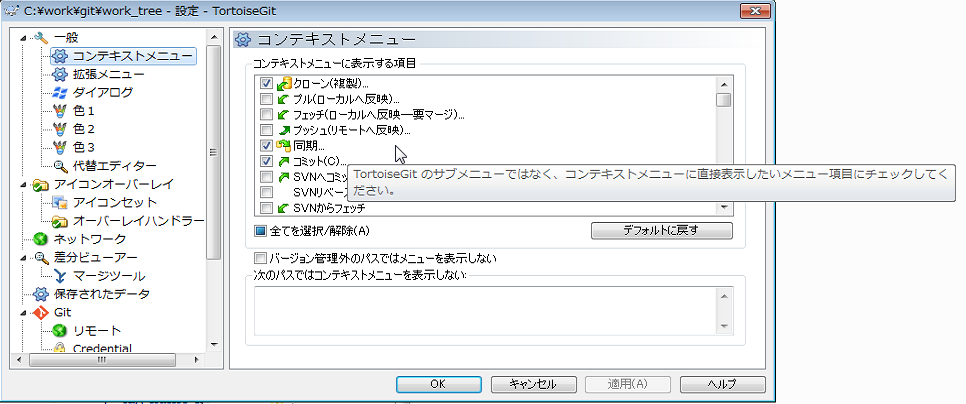 C:¥work¥git¥work_tree - 設定 - TortoiseGit
一般
コンテキストメニュー
拡張メニュー
ダイアログ
色 1
色 2
色 3
代替エディター
アイコンオーバーレイ
アイコンセット
オーバーレイハンドラー
ネットワーク
差分ビューアー
マージツール
保存されたデータ
Git
リモート
Credential
コンテキストメニュー
コンテキストメニューに表示する項目
クローン(複製)...
プル(ローカルへ反映)...
フェッチ(ローカルへ反映―要マージ)...
プッシュ(リモートへ反映)...
同期...
コミット(C)...
SVNへコミッ
SVNリベース
SVNからフェッチ
TortoiseGit のサブメニューではなく、コンテキストメニューに直接表示したいメニュー項目にチェックしてく
ださい。
全てを選択/解除(A)
デフォルトに戻す
バージョン管理外のパスではメニューを表示しない
次のパスではコンテキストメニューを表示しない:
OK
キャンセル
適用(A)
ヘルプ